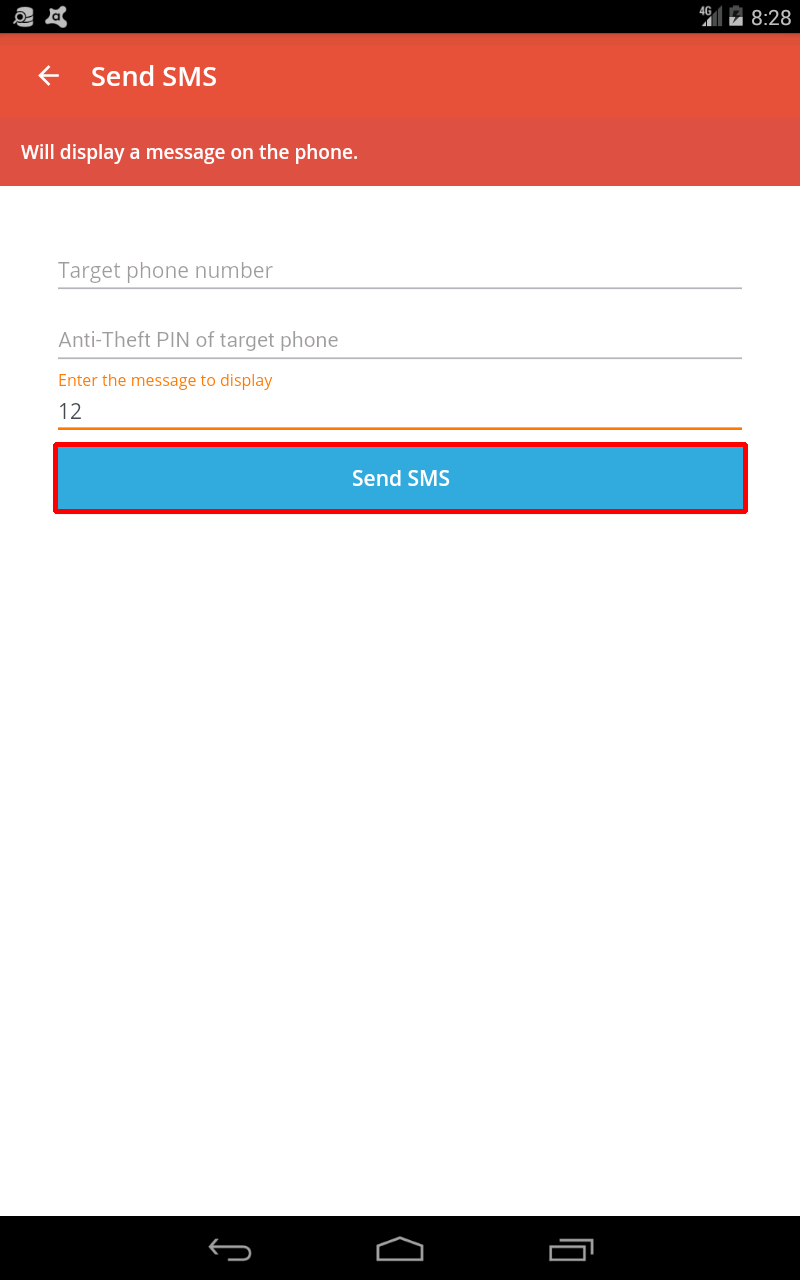 4G 8:28
Send SMS
Will display a message on the phone.
Target phone number
Anti-Theft PIN of target phone
Enter the message to display
12
Send SMS